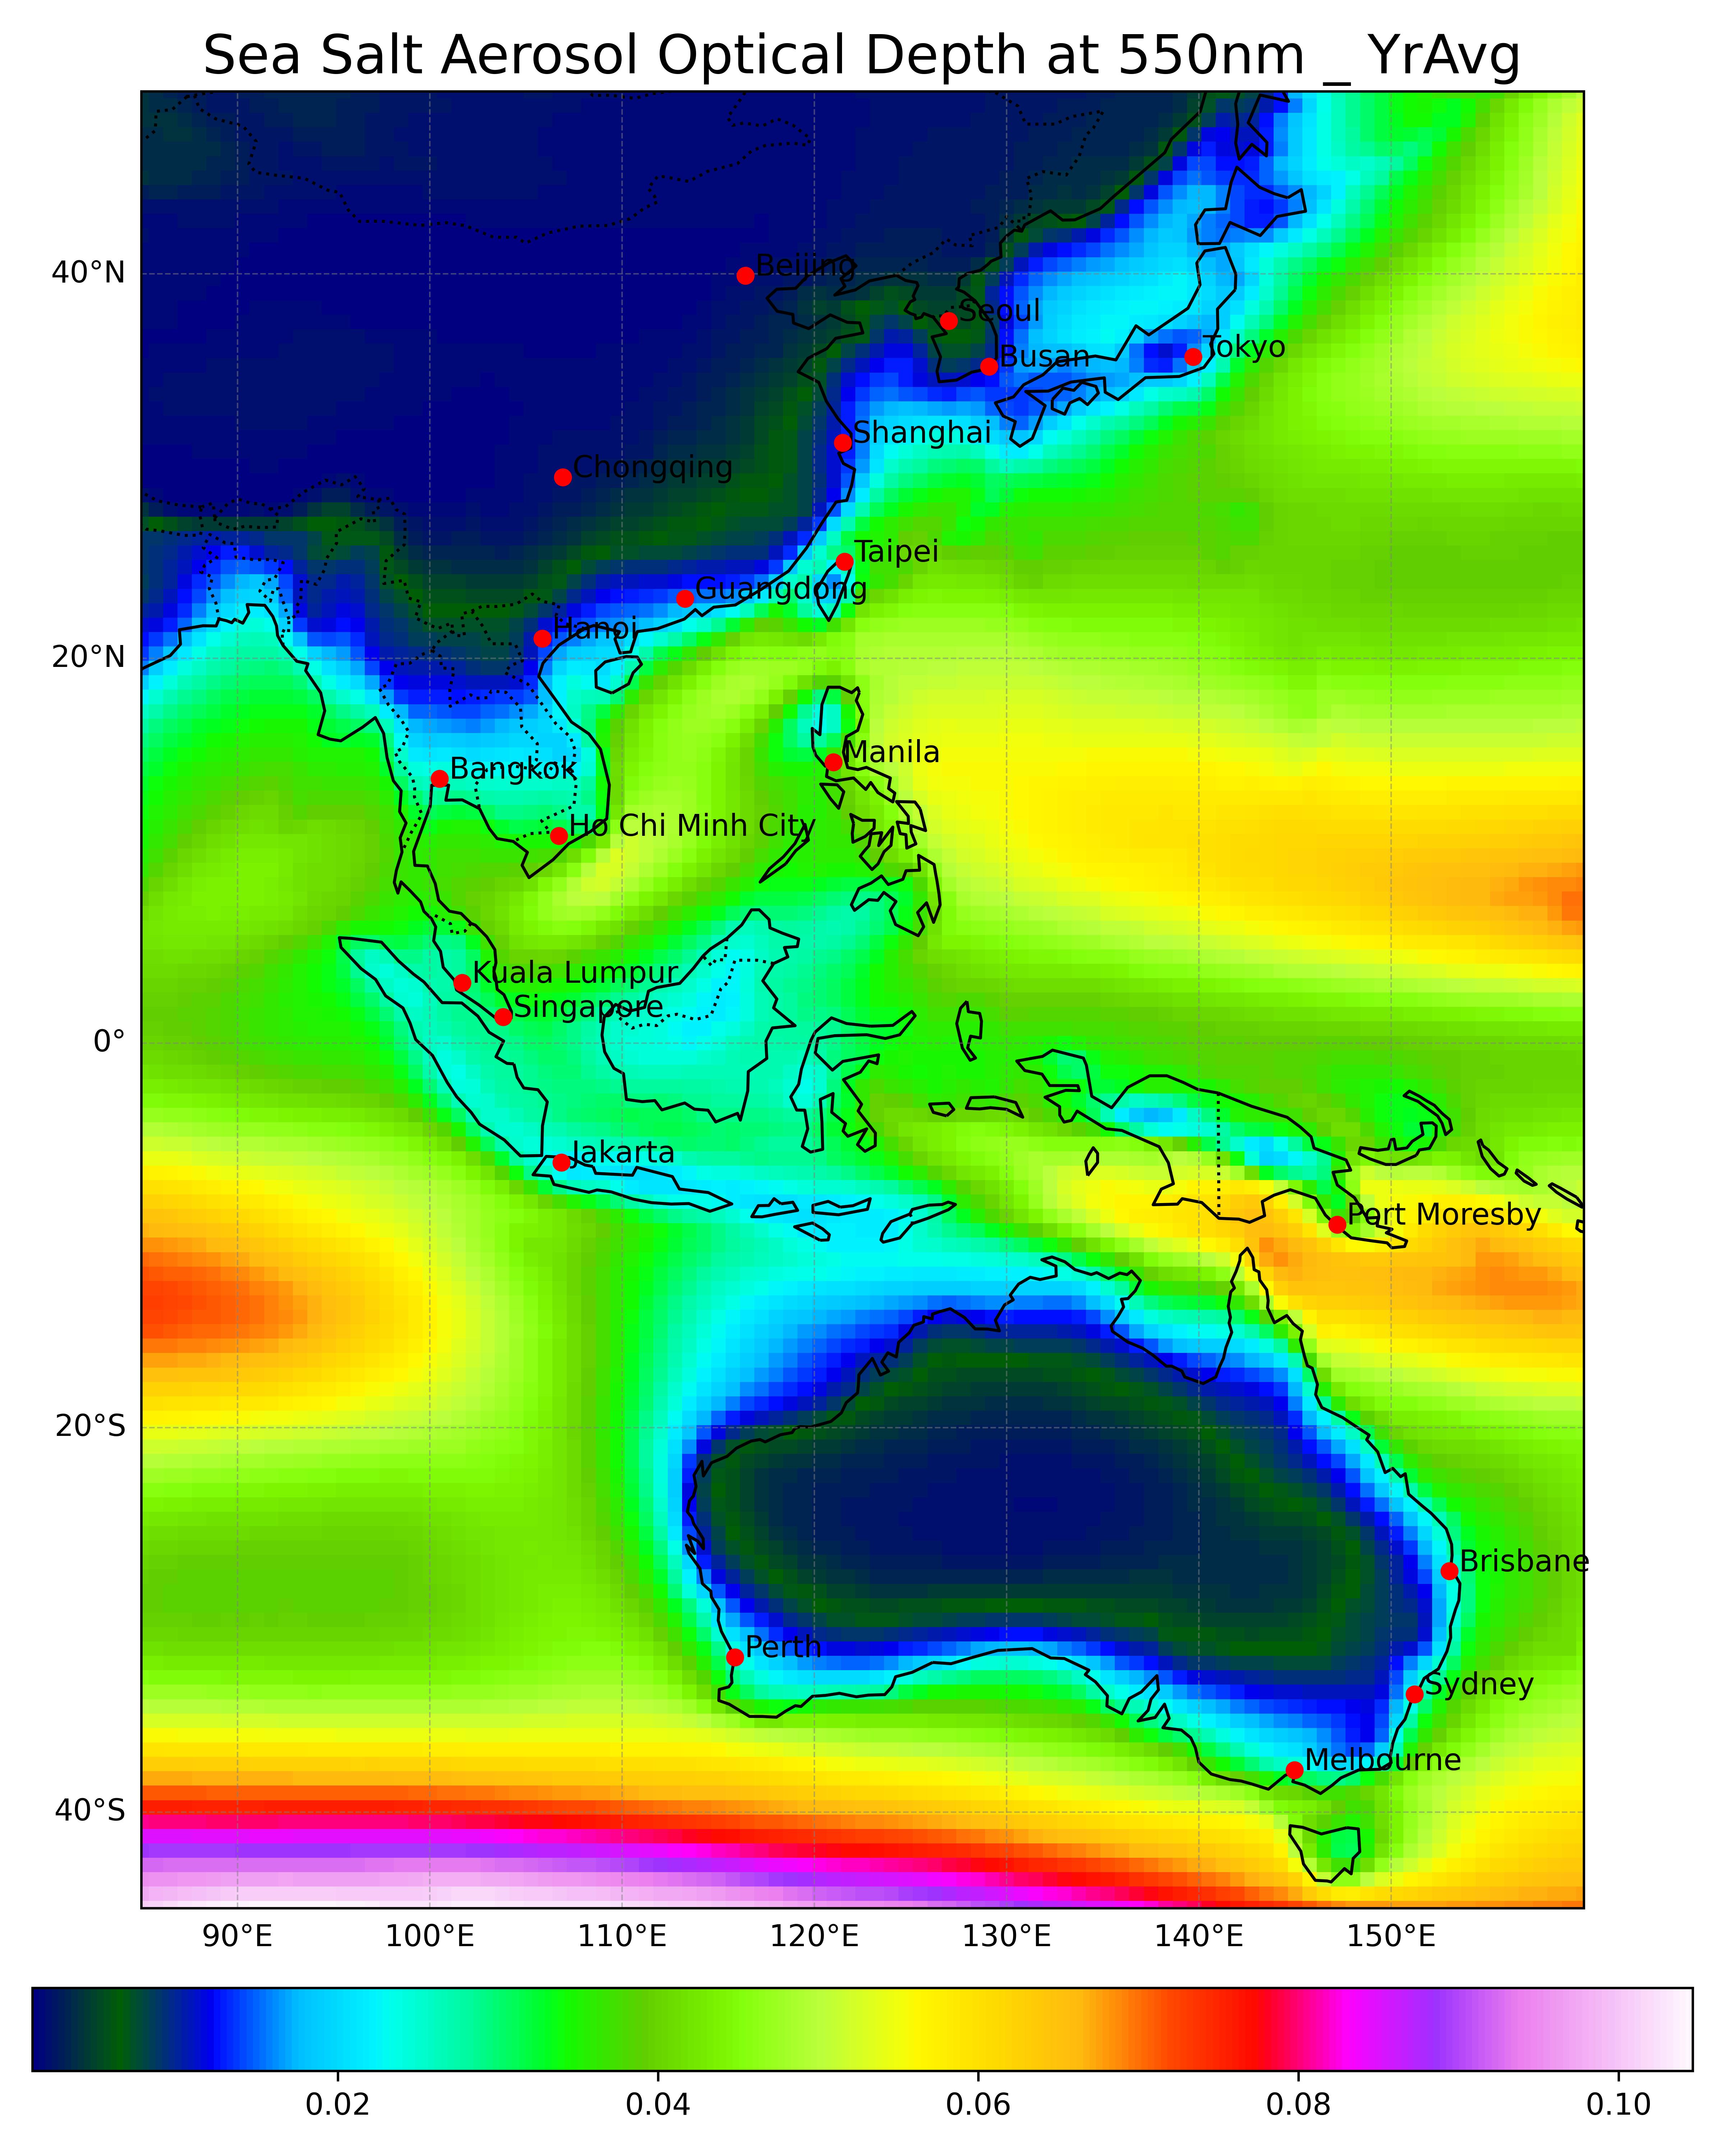 Sea Salt Aerosol Optical Depth at 550nm _ YrAvg
40°N
20°N
0°
20°S
40°S
Beijing
Seoul
Tokyo
Busan
Shanghai
Chongqing
Taipei
Guangdong
Hanoi
Manila
Bangkok
Ho Chi Minh City
Kuala Lumpur
Singapore
Jakarta
Port Moresby
Brisbane
Perth
Sydney
Melbourne
90°E 100°E 110°E 120°E 130°E 140°E 150°E
0.02 0.04 0.06 0.08 0.10